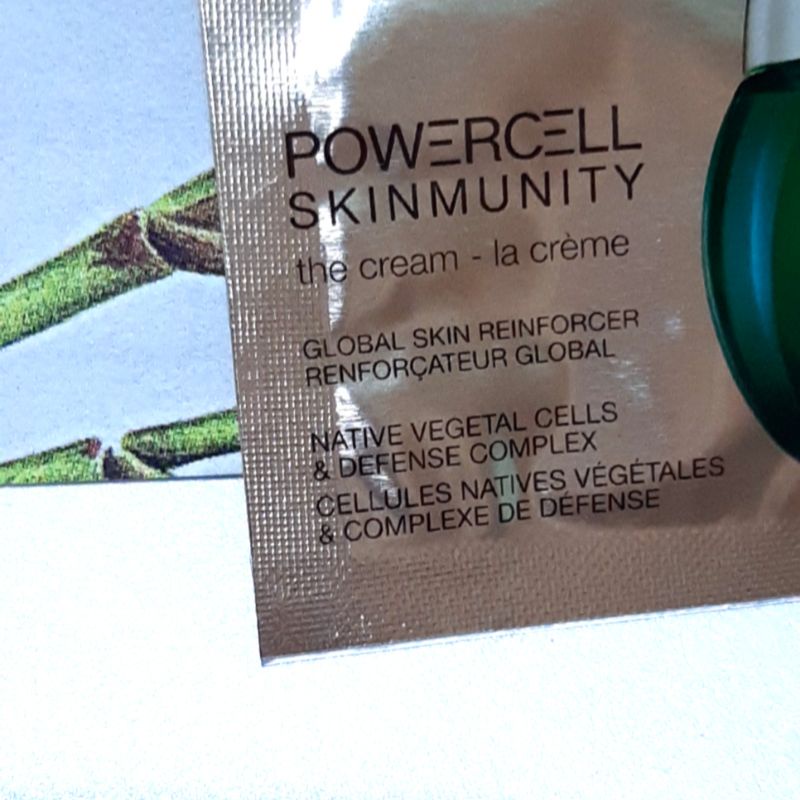 POWERCELL
SKINMUNITY
the cream - la crème
GLOBAL SKIN REINFORCER
RENFORÇATEUR GLOBAL
NATIVE VEGETAL CELLS
& DEFENSE COMPLEX
CELLULES NATIVES VÉGÉTALES
& COMPLEXE DE DÉFENSE